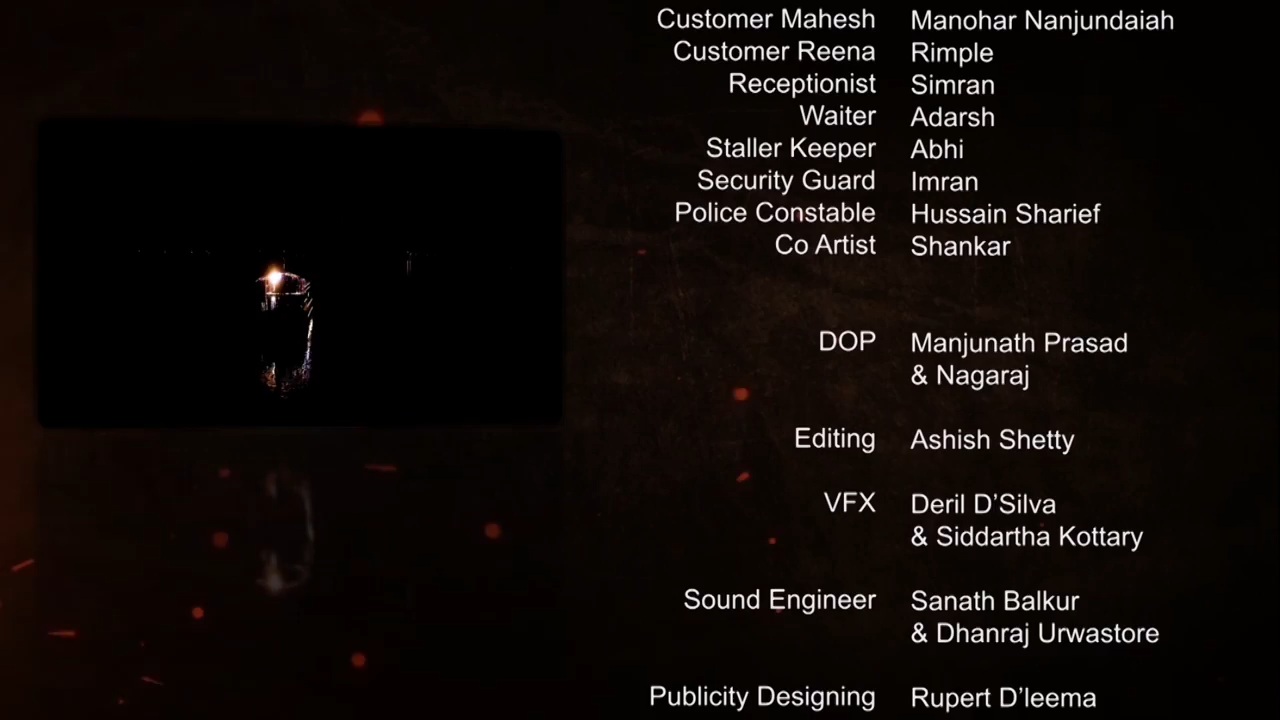 Customer Mahesh Manohar Nanjundaiah
Customer Reena Rimple
Receptionist Simran
Waiter Adarsh
Staller Keeper Abhi
Security Guard Imran
Police Constable Hussain Sharief
Co Artist Shankar
DOP Manjunath Prasad
& Nagaraj
Editing Ashish Shetty
VFX Deril D’Silva
& Siddartha Kottary
Sound Engineer Sanath Balkur
& Dhanraj Urwastore
Publicity Designing Rupert D’leema